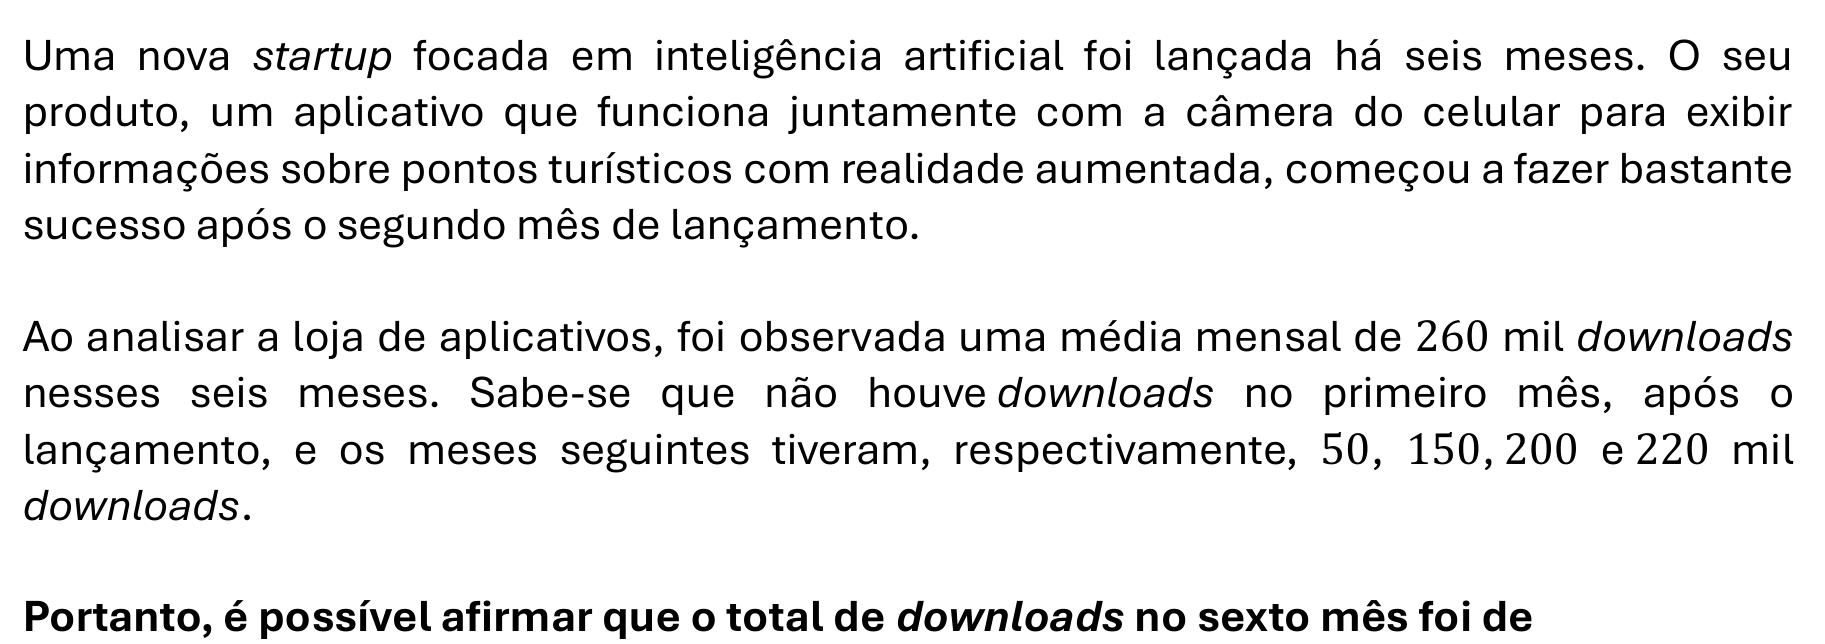 Uma nova startup focada em inteligência artificial foi lançada há seis meses. O seu
produto, um aplicativo que funciona juntamente com a câmera do celular para exibir
informações sobre pontos turísticos com realidade aumentada, começou a fazer bastante
sucesso após o segundo mês de lançamento.
Ao analisar a loja de aplicativos, foi observada uma média mensal de 260 mil downloads
nesses seis meses. Sabe-se que não houve downloads no primeiro mês, após o
lançamento, e os meses seguintes tiveram, respectivamente, 50, 150, 200 e 220 mil
downloads.
Portanto, é possível afirmar que o total de downloads no sexto mês foi de